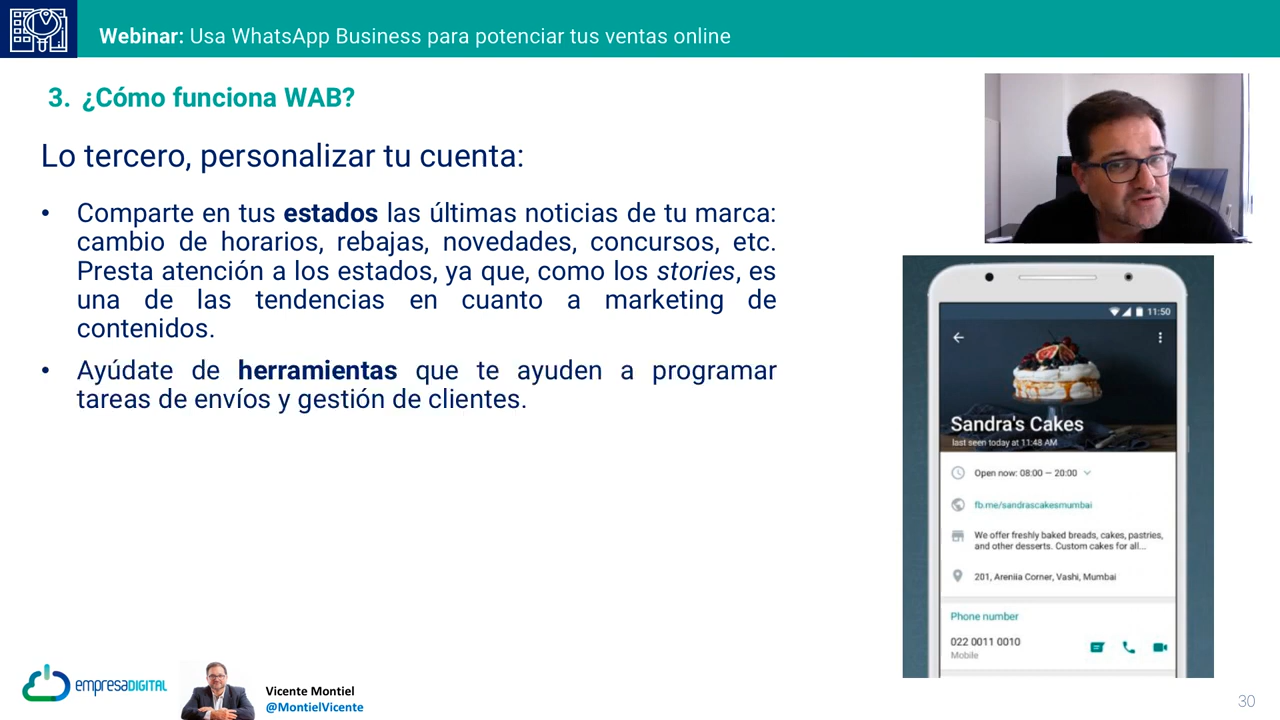 Webinar: Usa WhatsApp Business para potenciar tus ventas online
3. ¿Cómo funciona WAB?
Lo tercero, personalizar tu cuenta:
• Comparte en tus estados las últimas noticias de tu marca:
cambio de horarios, rebajas, novedades, concursos, etc.
Presta atención a los estados, ya que, como los stories, es
una de las tendencias en cuanto a marketing de
contenidos.
• Ayúdate de herramientas que te ayuden a programar
tareas de envíos y gestión de clientes.
11:50
Sandra's Cakes
last seen today at 11:48 AM
Open now: 08:00 – 20:00
fb.me/sandrascakesmumbai
We offer freshly baked breads, cakes, pastries,
and other desserts. Custom cakes for all...
201, Areniia Corner, Vashi, Mumbai
Phone number
022 0011 0010
Mobile
empresaDIGITAL
Vicente Montiel
@MontielVicente
30